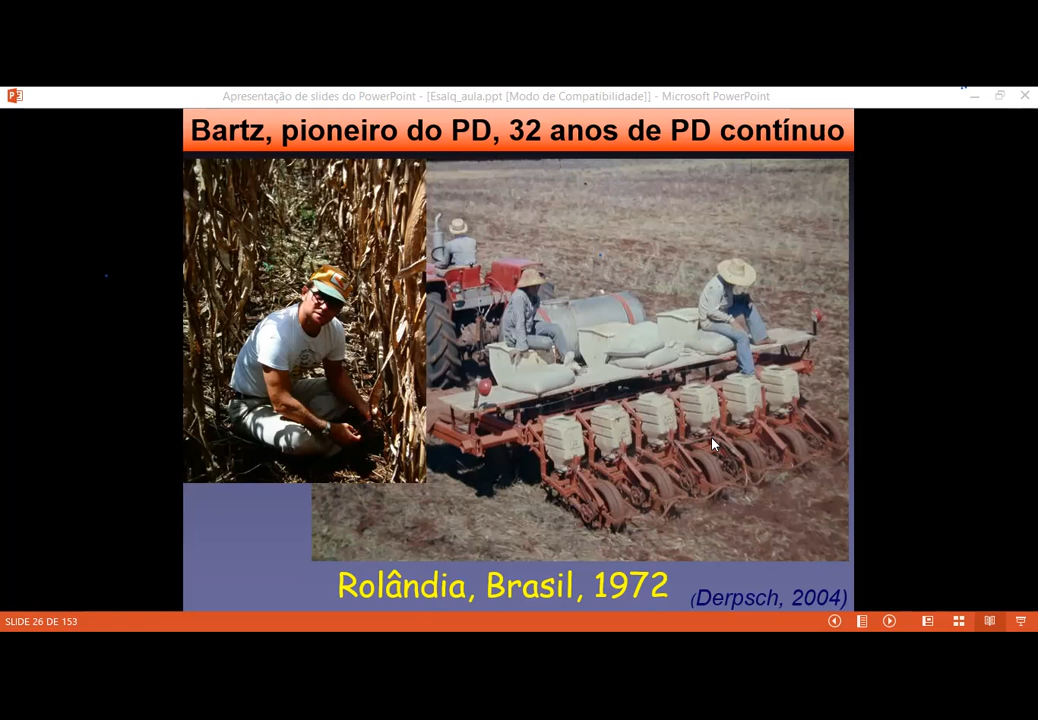 Apresentação de slides do PowerPoint - [Esalq_aula.ppt [Modo de Compatibilidade]] - Microsoft PowerPoint
Bartz, pioneiro do PD, 32 anos de PD contínuo
Rolândia, Brasil, 1972
(Derpsch, 2004)
SLIDE 26 DE 153